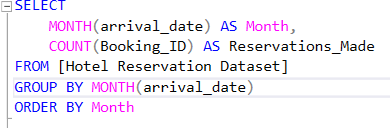 SELECT
MONTH(arrival_date) AS Month,
COUNT(Booking_ID) AS Reservations_Made
FROM [Hotel Reservation Dataset]
GROUP BY MONTH(arrival_date)
ORDER BY Month